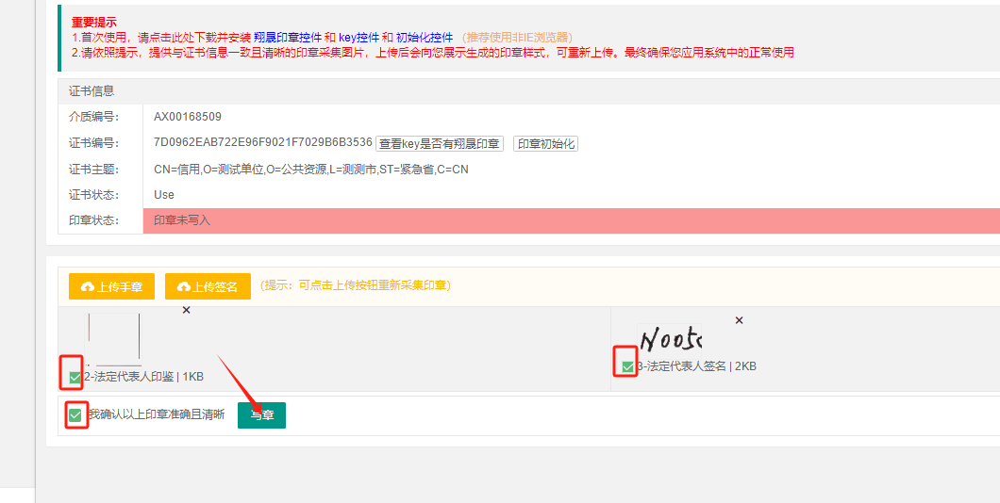 重要提示
1.首次使用，请点击此处下载并安装 翔晟印章控件 和 key控件 和 初始化控件 （推荐使用非IE浏览器）
2.请依照提示，提供与证书信息一致且清晰的印章采集图片，上传后会向您展示生成的印章样式，可重新上传。最终确保您应用系统中的正常使用
证书信息
介质编号： AX00168509
证书编号： 7D0962EAB722E96F9021F7029B6B3536 查看key是否有翔晟印章 印章初始化
证书主题： CN=信用,O=测试单位,O=公共资源,L=测测市,ST=紧急省,C=CN
证书状态： Use
印章状态： 印章未写入
上传手章 上传签名 （提示：可点击上传按钮重新采集印章）
2-法定代表人印鉴 | 1KB
3-法定代表人签名 | 2KB
我确认以上印章准确且清晰 写章